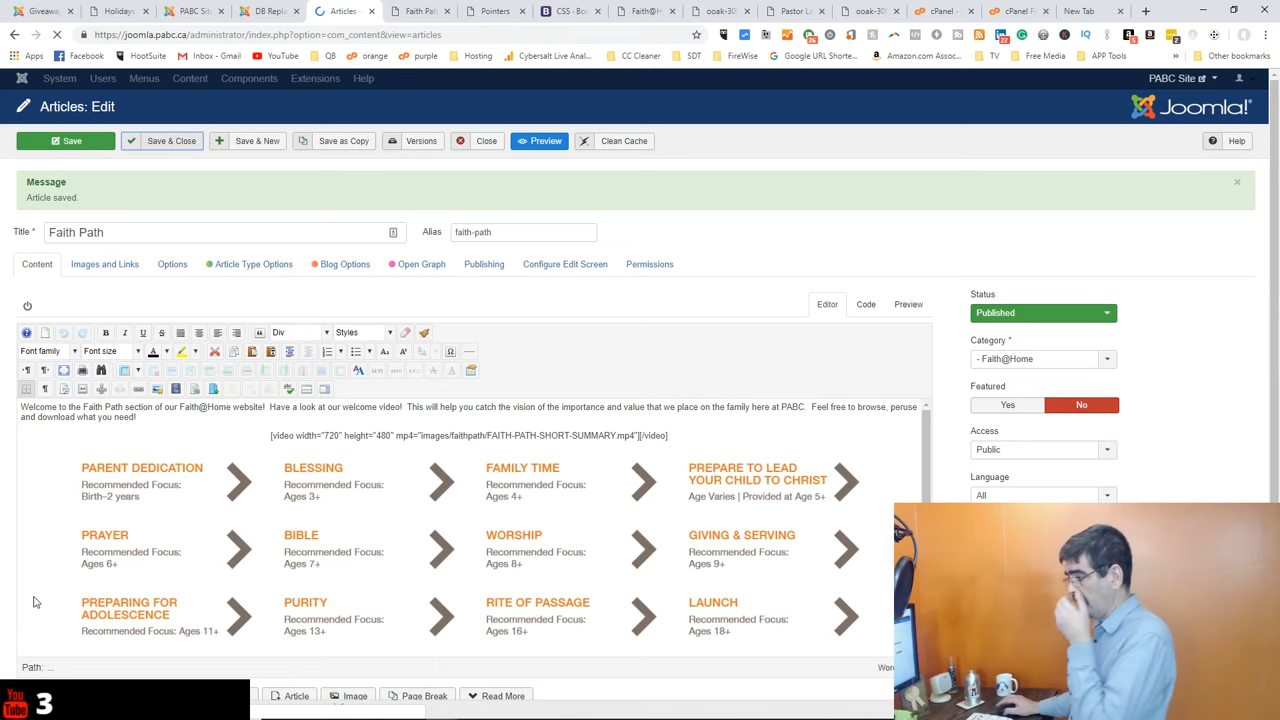 Giveaway
Holidays
PABC Site
DB Repla
Articles -
Faith Pat
Pointers
CSS - Boo
Faith@H
Pastor La
cPanel -
cPanel F
New Tab
https://joomla.pabc.ca/administrator/index.php?option=com_content&view=articles
Facebook HootSuite Inbox - Gmail YouTube QB orange purple Hosting Cybersalt Live Anal... CC Cleaner SDT FireWise Google URL Shorte... Amazon.com Assoc... TV Free Media APP Tools Other bookmarks
System Users Menus Content Components Extensions Help PABC Site
Articles: Edit Joomla!
Save Save & Close Save & New Save as Copy Versions Close Preview Clean Cache Help
Message
Article saved.
Title * Faith Path Alias faith-path
Content Images and Links Options Article Type Options Blog Options Open Graph Publishing Configure Edit Screen Permissions
Editor Code Preview
Status
Published
Category *
- Faith@Home
Featured
Yes No
Access
Public
Language
All
Div Styles
Font family Font size
Welcome to the Faith Path section of our Faith@Home website! Have a look at our welcome video! This will help you catch the vision of the importance and value that we place on the family here at PABC. Feel free to browse, peruse
and download what you need!
[video width="720" height="480" mp4="images/faithpath/FAITH-PATH-SHORT-SUMMARY.mp4"][/video]
PARENT DEDICATION
Recommended Focus:
Birth–2 years
BLESSING
Recommended Focus:
Ages 3+
FAMILY TIME
Recommended Focus:
Ages 4+
PREPARE TO LEAD
YOUR CHILD TO CHRIST
Age Varies | Provided at Age 5+
PRAYER
Recommended Focus:
Ages 6+
BIBLE
Recommended Focus:
Ages 7+
WORSHIP
Recommended Focus:
Ages 8+
GIVING & SERVING
Recommended Focus:
Ages 9+
PREPARING FOR
ADOLESCENCE
Recommended Focus: Ages 11+
PURITY
Recommended Focus:
Ages 13+
RITE OF PASSAGE
Recommended Focus:
Ages 16+
LAUNCH
Recommended Focus:
Ages 18+
Path: ...
Article Image Page Break Read More
You
Tube 3